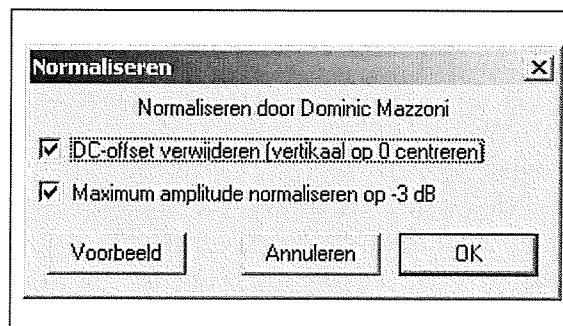 Normaliseren
Normaliseren door Dominic Mazzoni
DC-offset verwijderen (vertikaal op 0 centreren)
Maximum amplitude normaliseren op -3 dB
Voorbeeld Annuleren OK